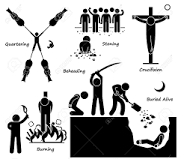 Quartering
Stoning
Crucifixion
Beheading
Buried Alive
Burning